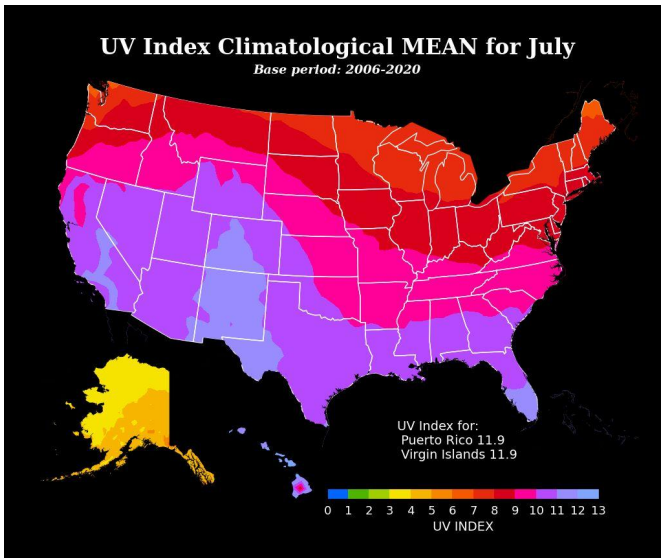 UV Index Climatological MEAN for July
Base period: 2006-2020
UV Index for:
Puerto Rico 11.9
Virgin Islands 11.9
0 1 2 3 4 5 6 7 8 9 10 11 12 13
UV INDEX